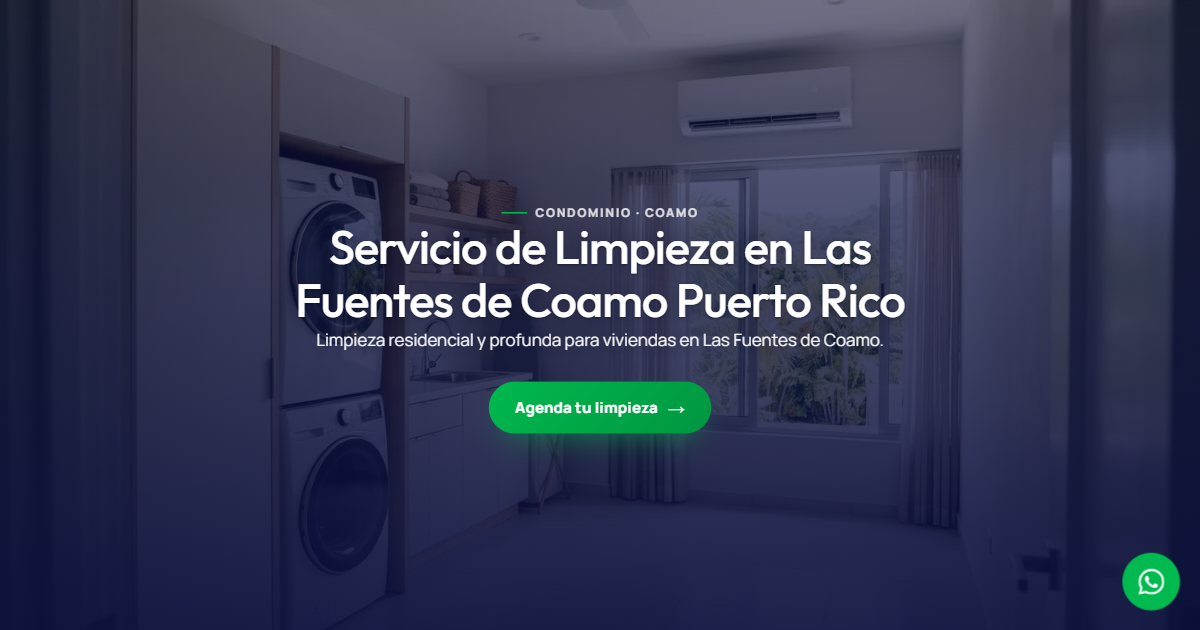 CONDOMINIO · COAMO
Servicio de Limpieza en Las
Fuentes de Coamo Puerto Rico
Limpieza residencial y profunda para viviendas en Las Fuentes de Coamo.
Agenda tu limpieza →